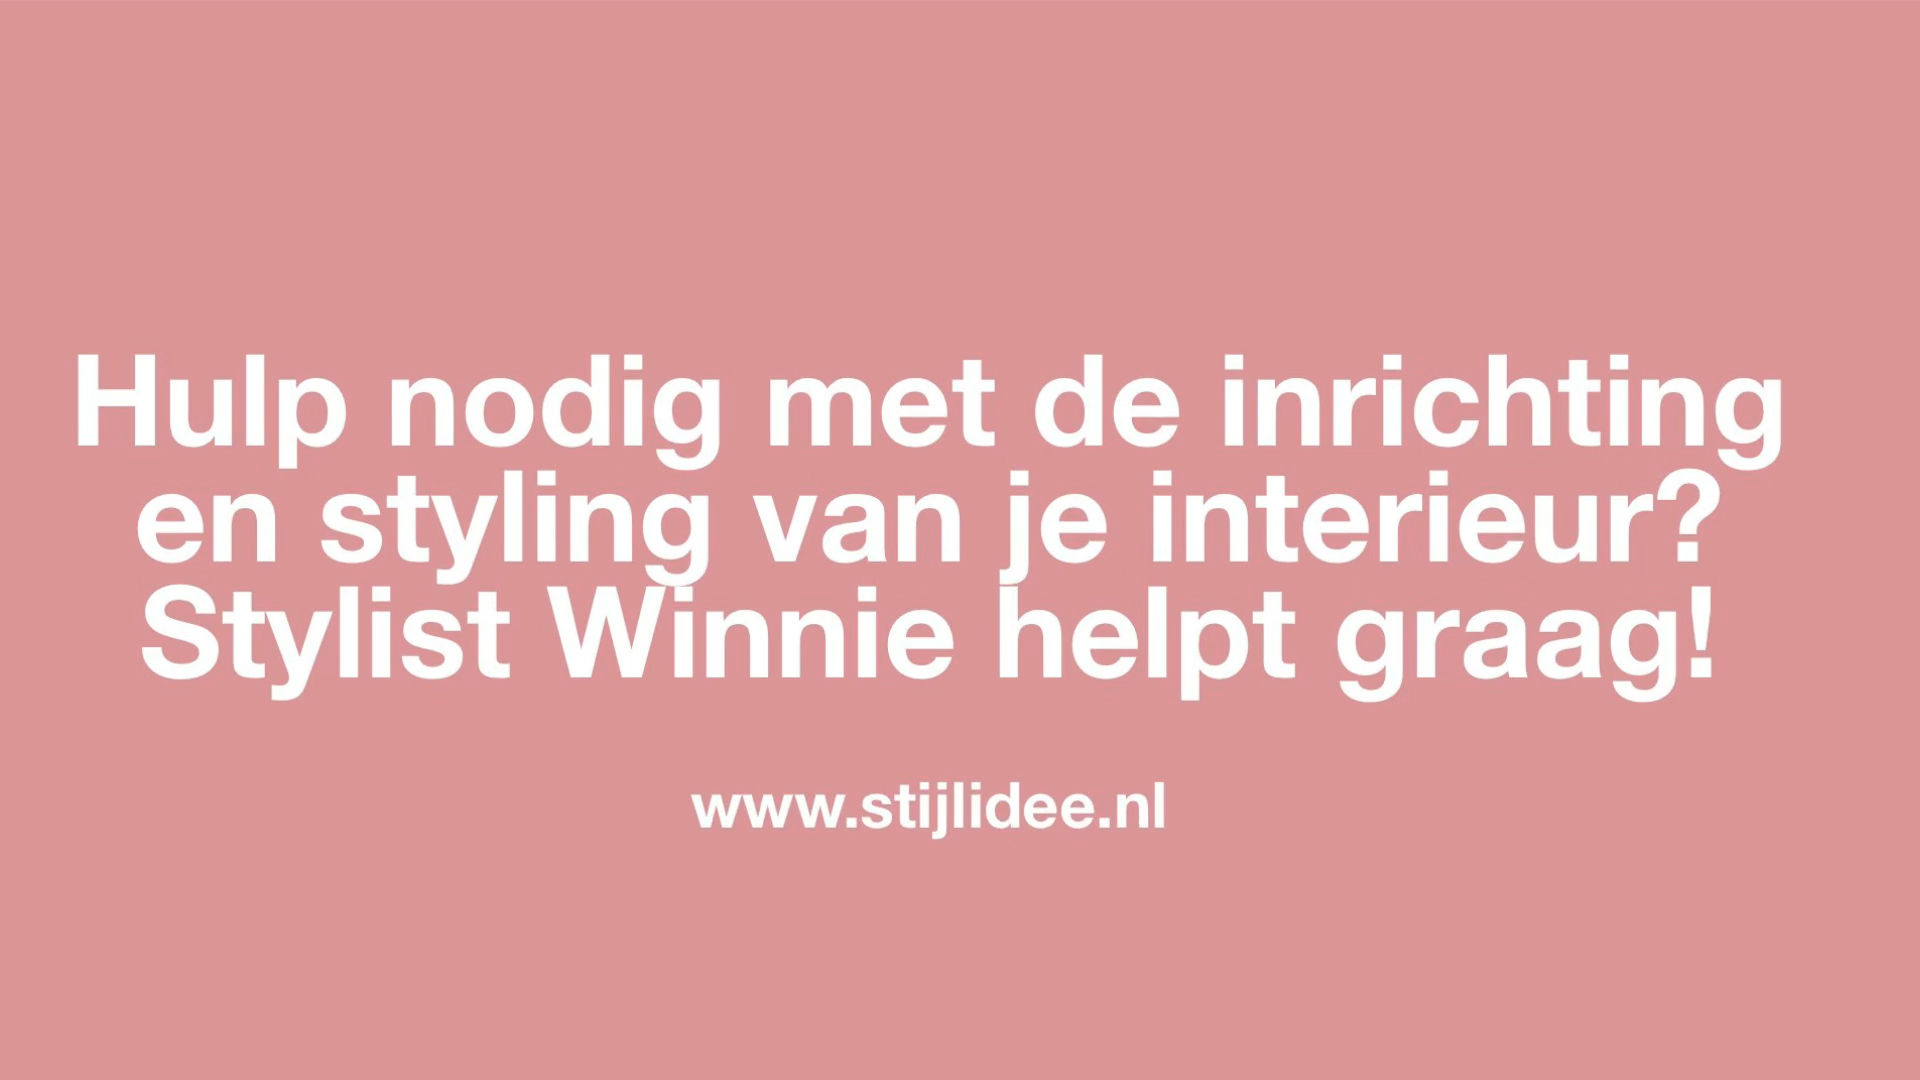 Hulp nodig met de inrichting
en styling van je interieur?
Stylist Winnie helpt graag!
www.stijlidee.nl